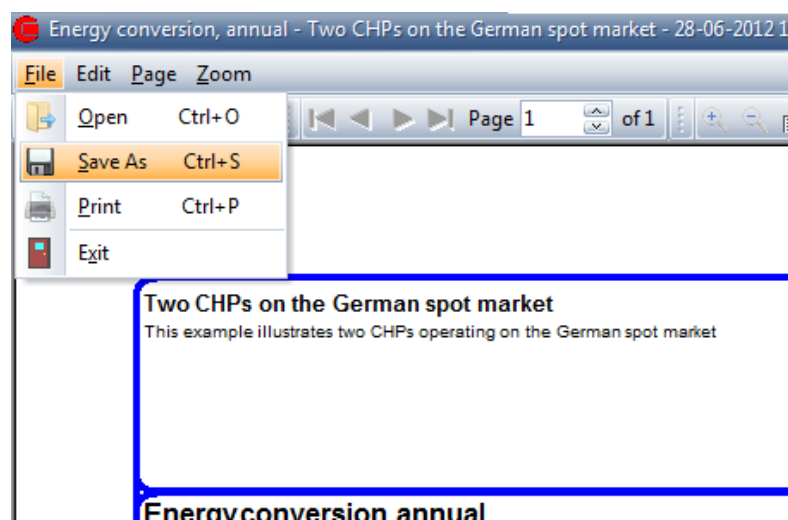 Energy conversion, annual - Two CHPs on the German spot market - 28-06-2012 1
File Edit Page Zoom
Open Ctrl+O
Page 1 of 1
Save As Ctrl+S
Print Ctrl+P
Exit
Two CHPs on the German spot market
This example illustrates two CHPs operating on the German spot market
Energy conversion, annual